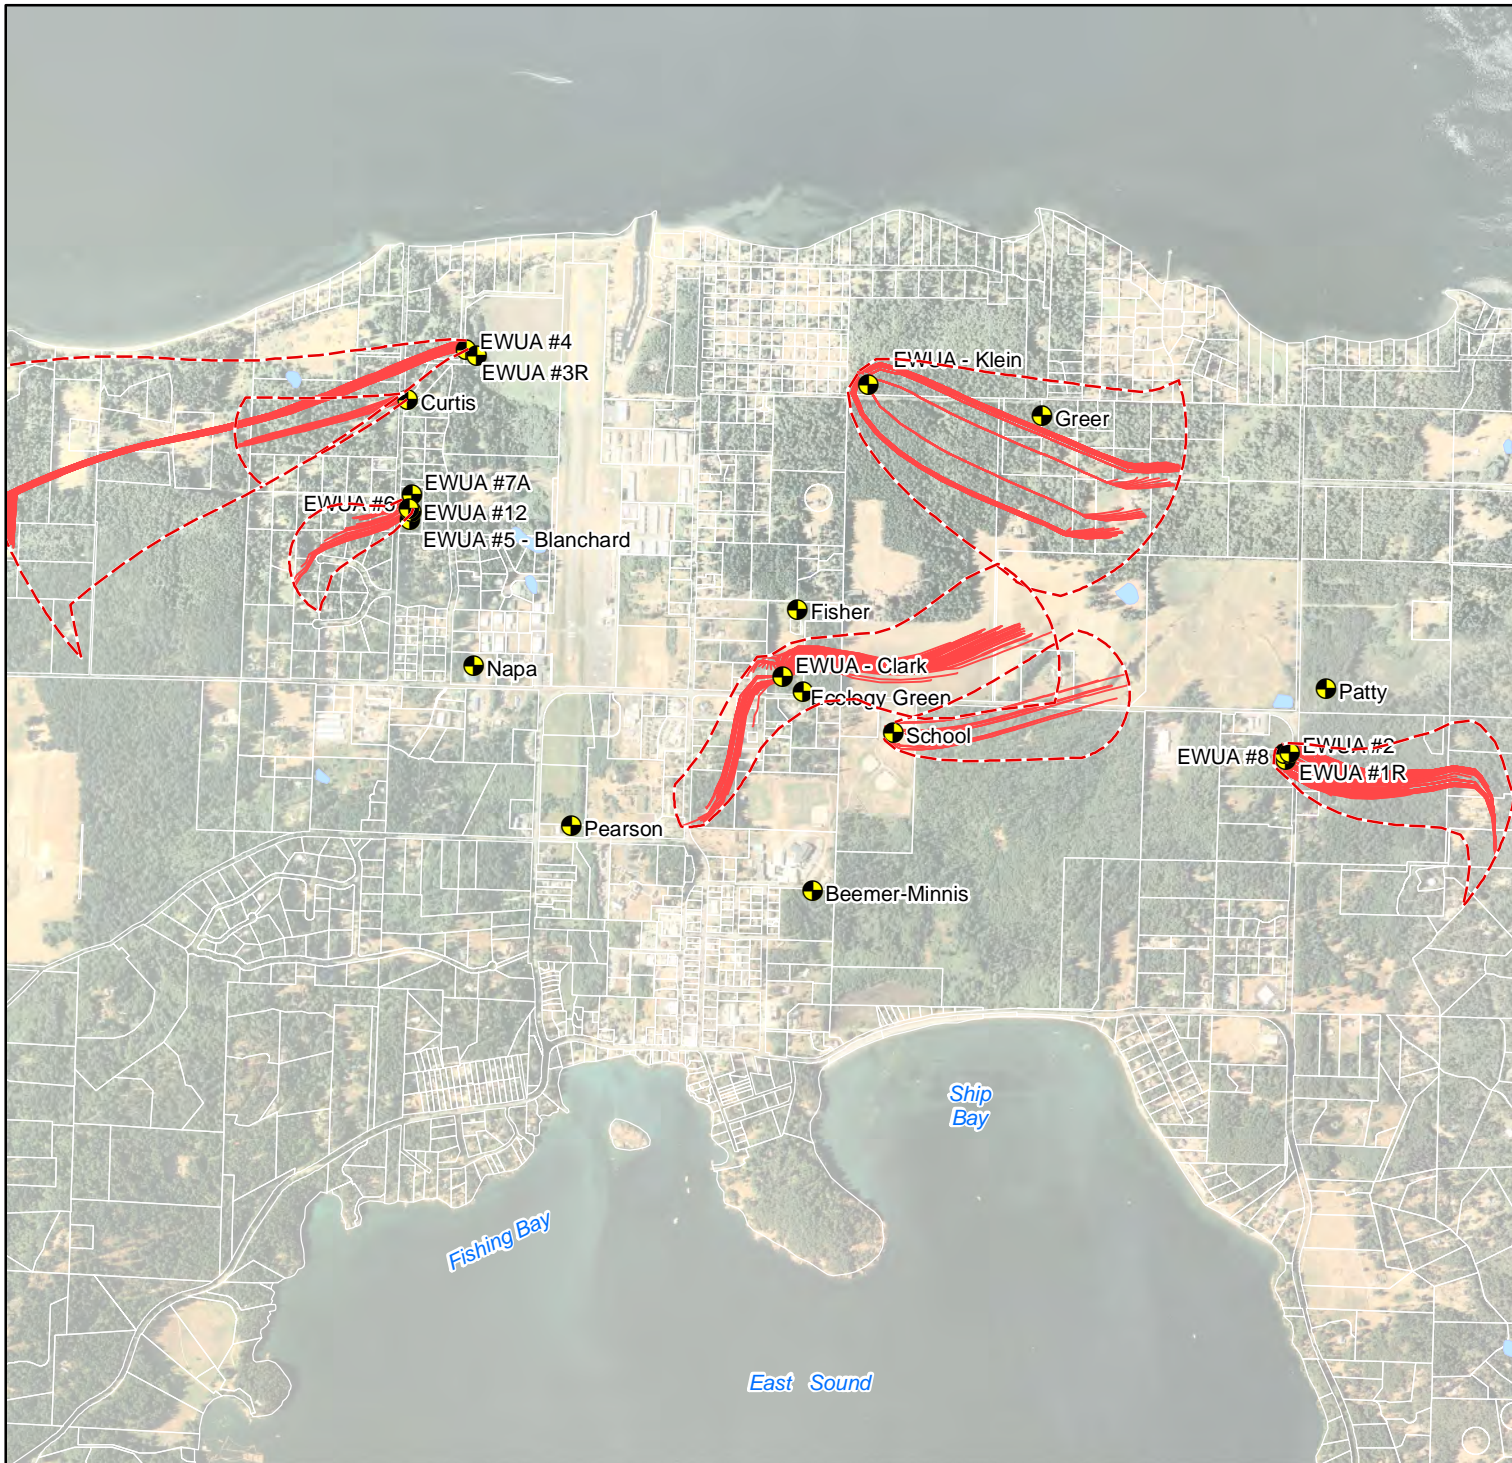 EWUA #4
EWUA #3R
EWUA - Klein
Curtis
Greer
EWUA #7A
EWUA #6
EWUA #12
EWUA #5 - Blanchard
Fisher
Napa
EWUA - Clark
Ecology Green
Patty
School
EWUA #8
EWUA #2
EWUA #1R
Pearson
Beemer-Minnis
Ship
Bay
Fishing Bay
East Sound